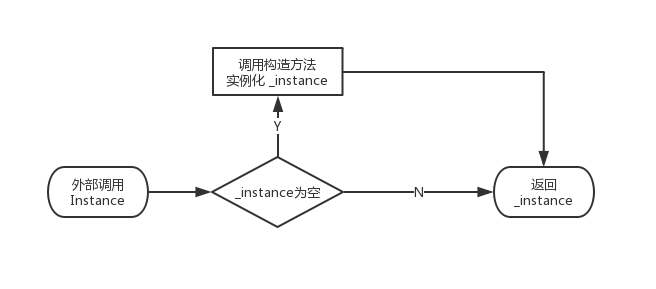 调用构造方法
实例化 _instance
Y
外部调用
Instance
_instance为空
N
返回
_instance